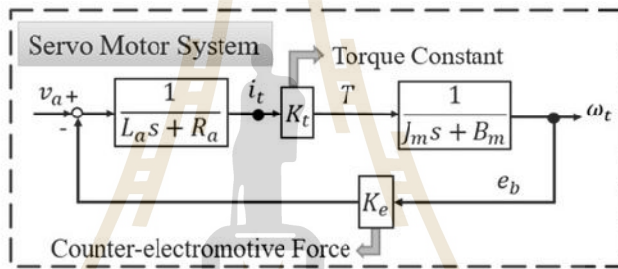 Servo Motor System
Torque Constant
v_a +
-
1
L_a s + R_a
i_t
K_t
T
1
J_m s + B_m
ω_t
e_b
K_e
Counter-electromotive Force